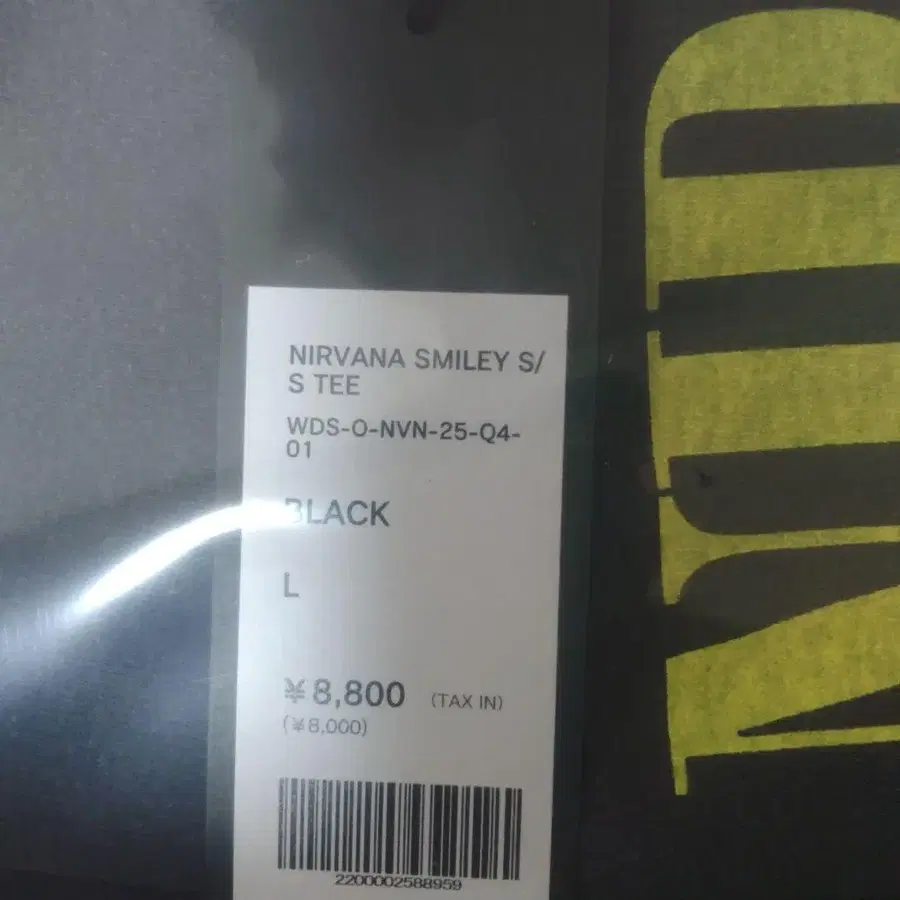 NIRVANA SMILEY S/
S TEE
WDS-O-NVN-25-Q4-
01
BLACK
L
¥8,800 (TAX IN)
(¥8,000)
2200002588959